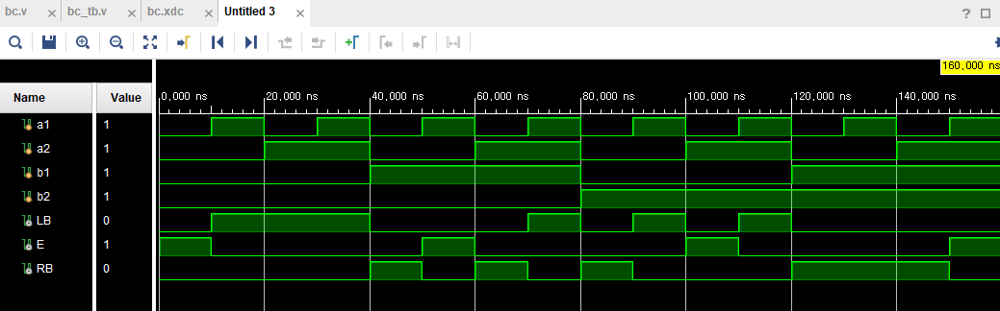 bc.v × bc_tb.v × bc.xdc × Untitled 3 × ?
160,000 ns
Name Value 0,000 ns 20,000 ns 40,000 ns 60,000 ns 80,000 ns 100,000 ns 120,000 ns 140,000 ns
a1 1
a2 1
b1 1
b2 1
LB 0
E 1
RB 0